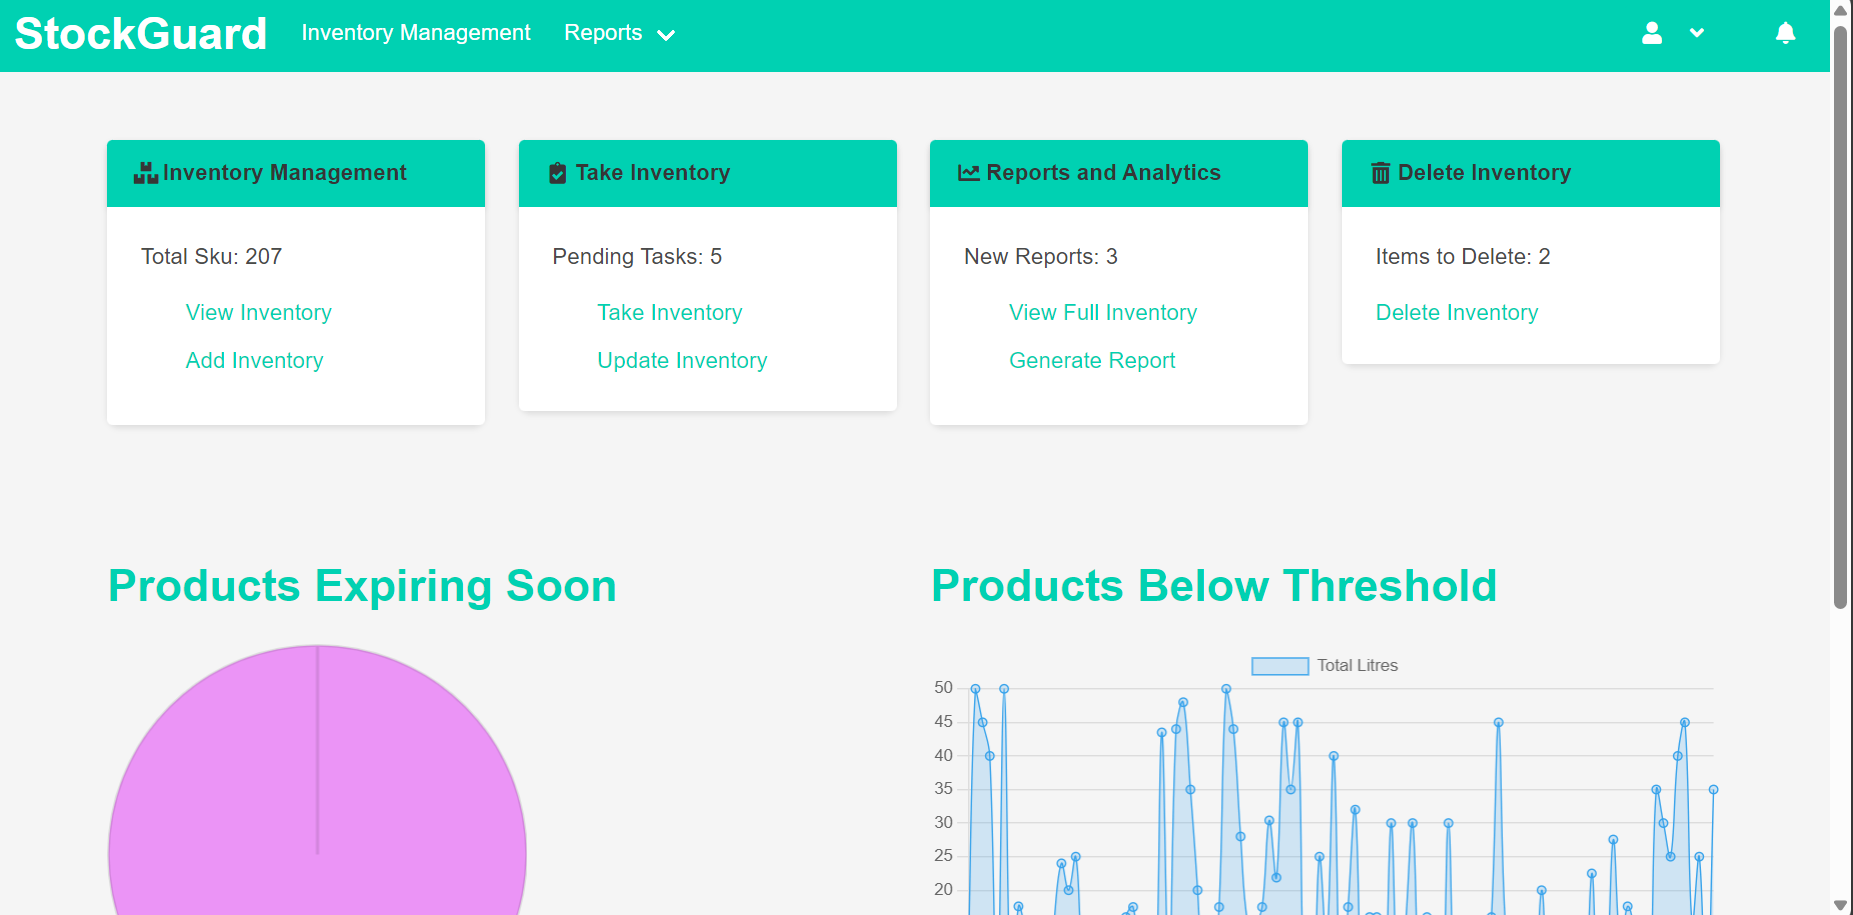 StockGuard
Inventory Management
Reports
Inventory Management
Total Sku: 207
View Inventory
Add Inventory
Take Inventory
Pending Tasks: 5
Take Inventory
Update Inventory
Reports and Analytics
New Reports: 3
View Full Inventory
Generate Report
Delete Inventory
Items to Delete: 2
Delete Inventory
Products Expiring Soon
Products Below Threshold
Total Litres
50
45
40
35
30
25
20